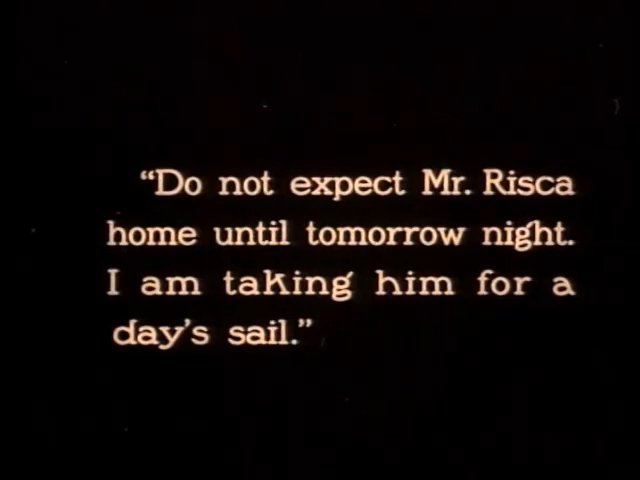 “Do not expect Mr. Risca
home until tomorrow night.
I am taking him for a
day’s sail.”